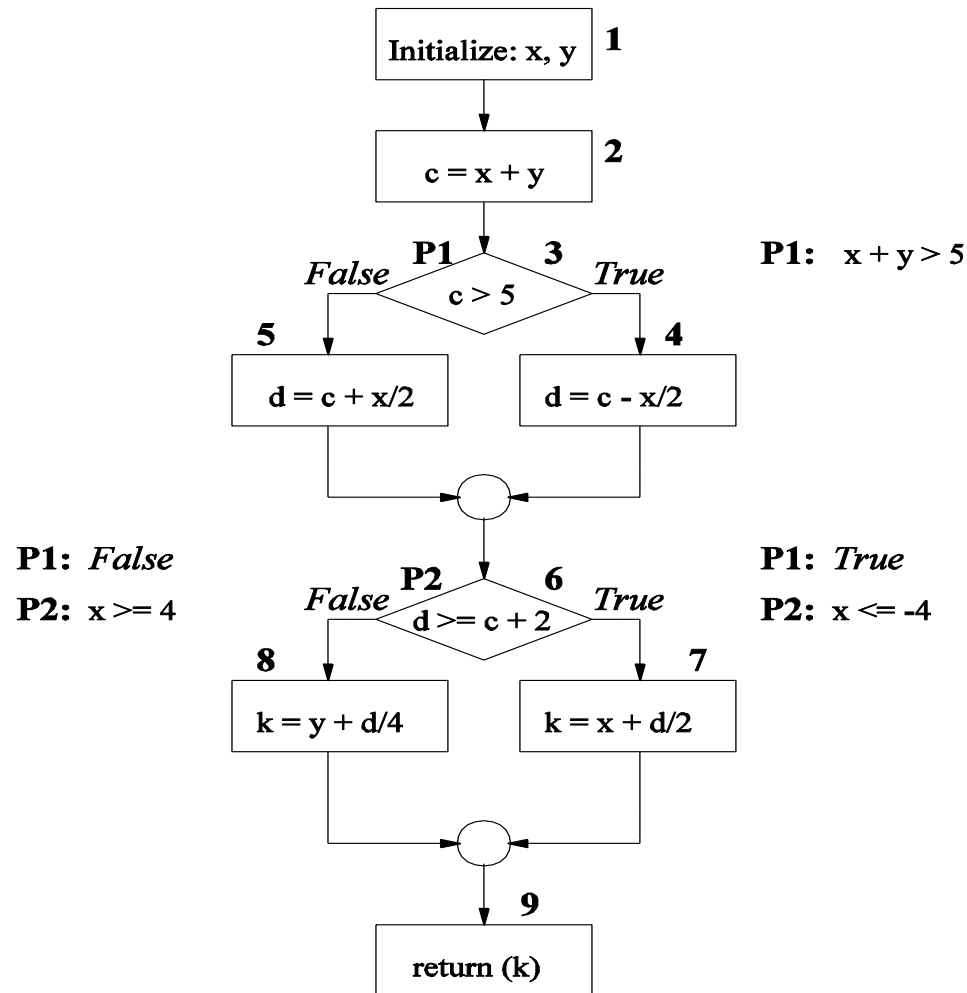 Initialize: x, y
1
c = x + y
2
P1
3
False
True
c > 5
P1: x + y > 5
5
4
d = c + x/2
d = c - x/2
P1: False
P2: x >= 4
P2
6
False
True
d >= c + 2
P1: True
P2: x <= -4
8
7
k = y + d/4
k = x + d/2
9
return (k)